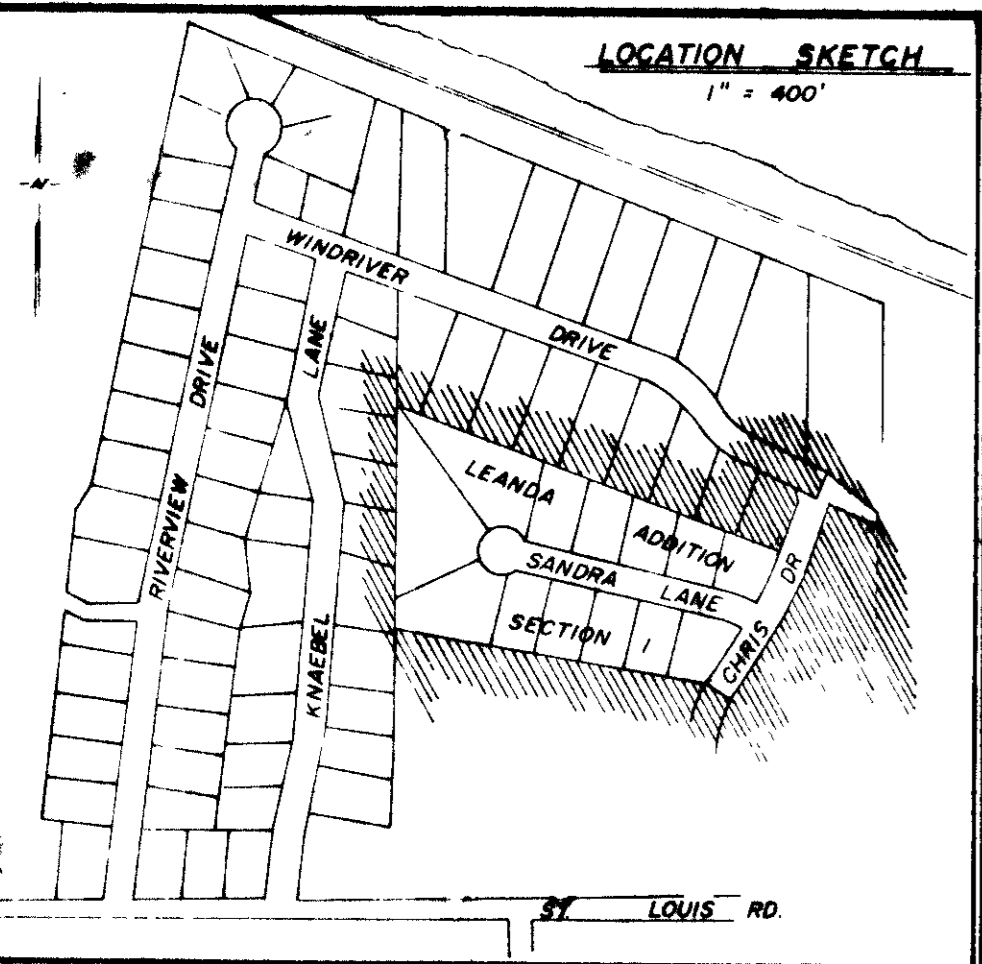 LOCATION SKETCH
1" = 400'
-N-
WINDRIVER
DRIVE
LANE
DRIVE
RIVERVIEW
KNAEBEL
LEANDA
ADDITION
SANDRA
LANE
SECTION 1
CHRIS DR
ST. LOUIS RD.